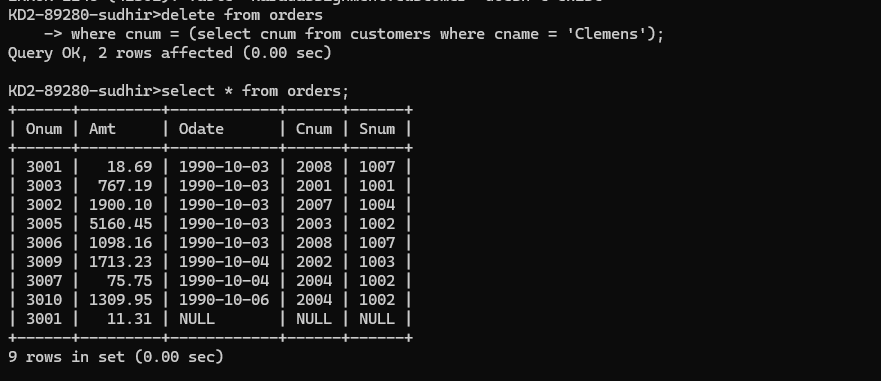 KD2-89280-sudhir>delete from orders
    -> where cnum = (select cnum from customers where cname = 'Clemens');
Query OK, 2 rows affected (0.00 sec)

KD2-89280-sudhir>select * from orders;
+------+---------+------------+------+------+
| Onum | Amt     | Odate      | Cnum | Snum |
+------+---------+------------+------+------+
| 3001 |   18.69 | 1990-10-03 | 2008 | 1007 |
| 3003 |  767.19 | 1990-10-03 | 2001 | 1001 |
| 3002 | 1900.10 | 1990-10-03 | 2007 | 1004 |
| 3005 | 5160.45 | 1990-10-03 | 2003 | 1002 |
| 3006 | 1098.16 | 1990-10-03 | 2008 | 1007 |
| 3009 | 1713.23 | 1990-10-04 | 2002 | 1003 |
| 3007 |   75.75 | 1990-10-04 | 2004 | 1002 |
| 3010 | 1309.95 | 1990-10-06 | 2004 | 1002 |
| 3001 |   11.31 | NULL       | NULL | NULL |
+------+---------+------------+------+------+
9 rows in set (0.00 sec)